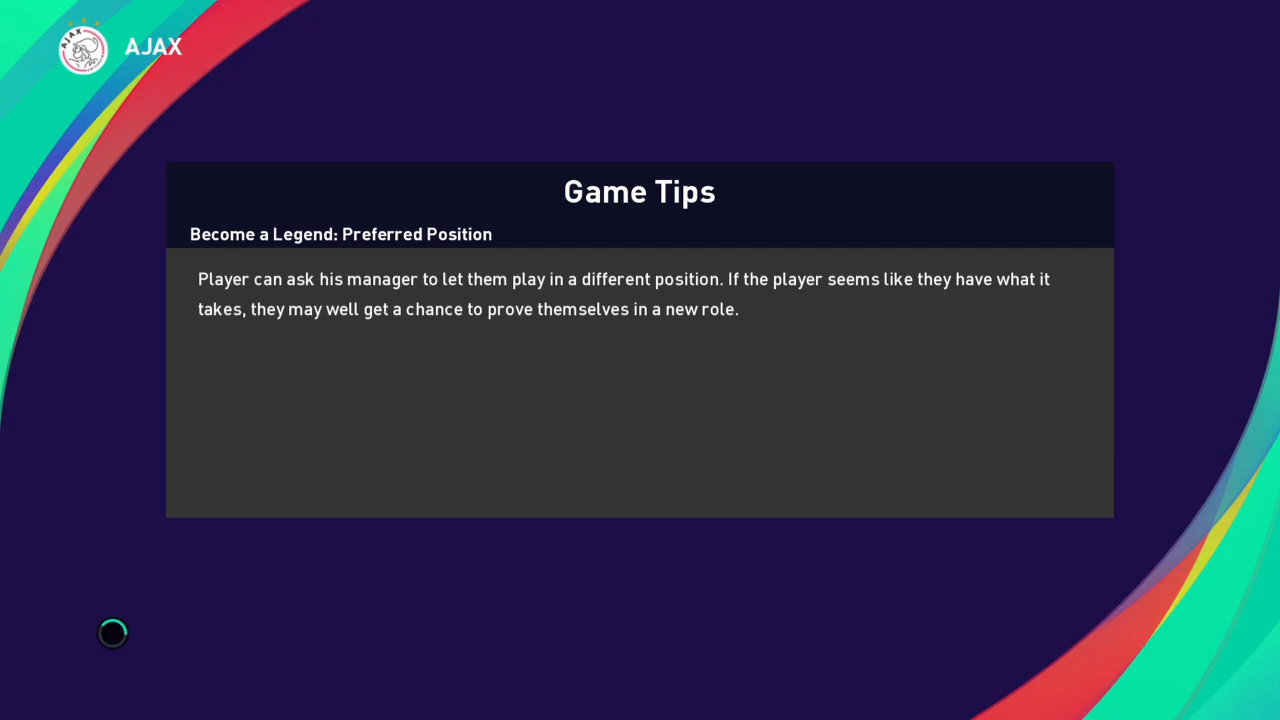 AJAX
AJAX
Game Tips
Become a Legend: Preferred Position
Player can ask his manager to let them play in a different position. If the player seems like they have what it
takes, they may well get a chance to prove themselves in a new role.